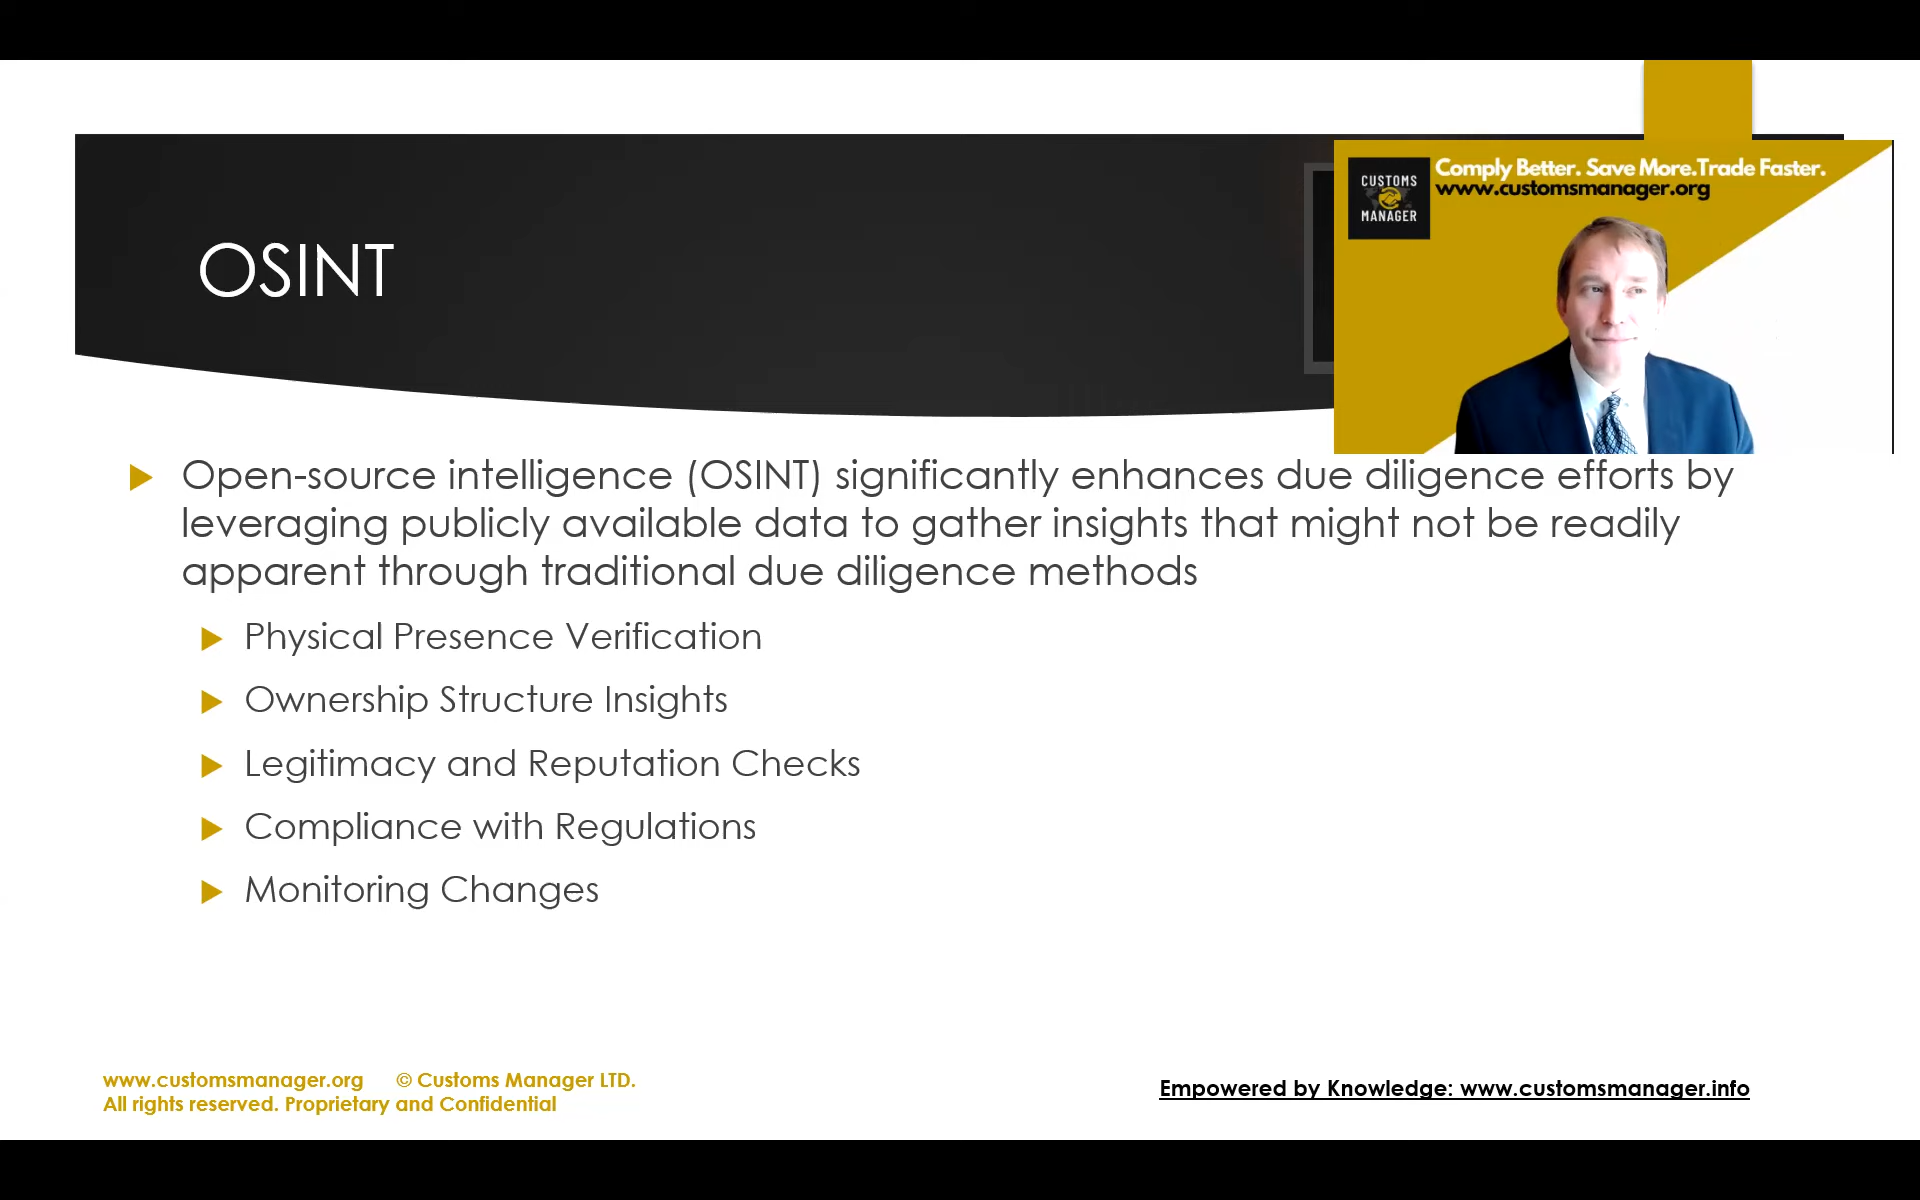 CUSTOMS
MANAGER
Comply Better. Save More.Trade Faster.
www.customsmanager.org
OSINT
Open-source intelligence (OSINT) significantly enhances due diligence efforts by
leveraging publicly available data to gather insights that might not be readily
apparent through traditional due diligence methods
Physical Presence Verification
Ownership Structure Insights
Legitimacy and Reputation Checks
Compliance with Regulations
Monitoring Changes
www.customsmanager.org © Customs Manager LTD.
All rights reserved. Proprietary and Confidential
Empowered by Knowledge: www.customsmanager.info